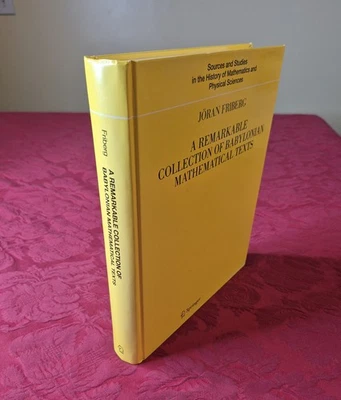 Sources and Studies
in the History of Mathematics and
Physical Sciences
JÖRAN FRIBERG
A REMARKABLE
COLLECTION OF BABYLONIAN
MATHEMATICAL TEXTS
Springer
Friberg
A REMARKABLE COLLECTION OF
BABYLONIAN MATHEMATICAL TEXTS